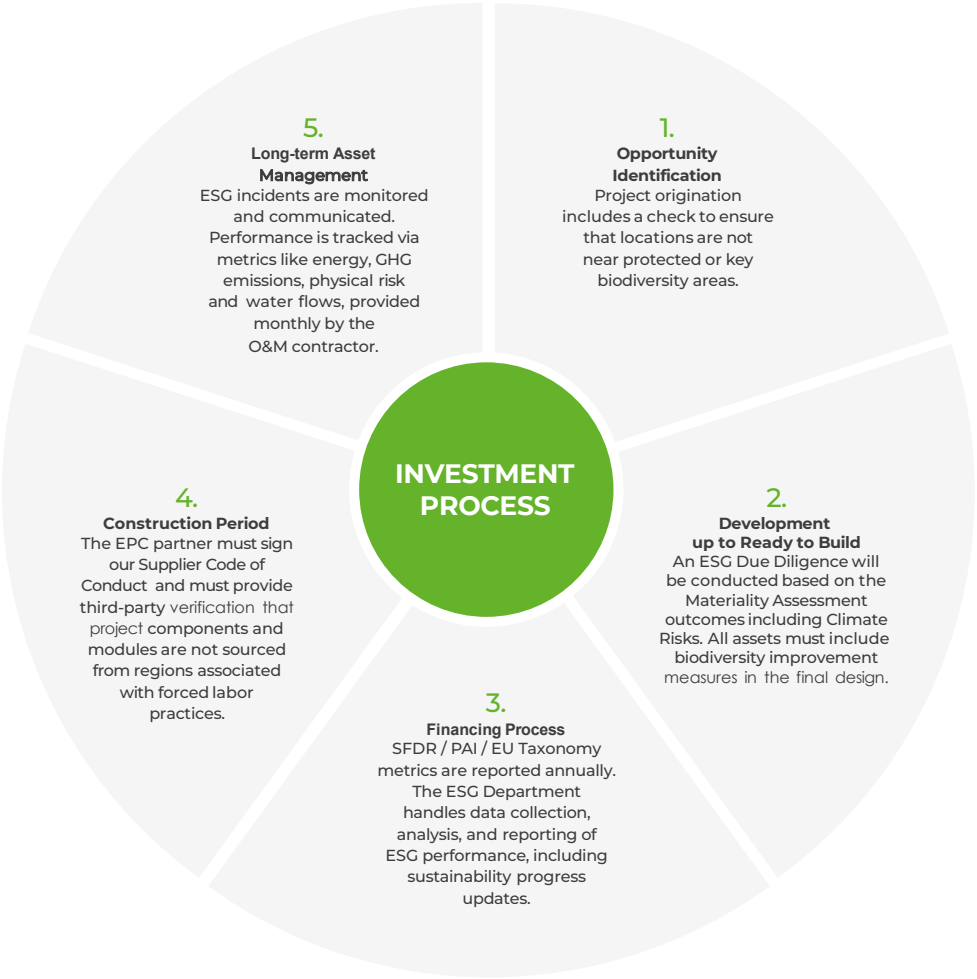 1.
Opportunity
Identification
Project origination
includes a check to ensure
that locations are not
near protected or key
biodiversity areas.
2.
Development
up to Ready to Build
An ESG Due Diligence will
be conducted based on the
Materiality Assessment
outcomes including Climate
Risks. All assets must include
biodiversity improvement
measures in the final design.
3.
Financing Process
SFDR / PAI / EU Taxonomy
metrics are reported annually.
The ESG Department
handles data collection,
analysis, and reporting of
ESG performance, including
sustainability progress
updates.
4.
Construction Period
The EPC partner must sign
our Supplier Code of
Conduct and must provide
third-party verification that
project components and
modules are not sourced
from regions associated
with forced labor
practices.
5.
Long-term Asset
Management
ESG incidents are monitored
and communicated.
Performance is tracked via
metrics like energy, GHG
emissions, physical risk
and water flows, provided
monthly by the
O&M contractor.
INVESTMENT
PROCESS